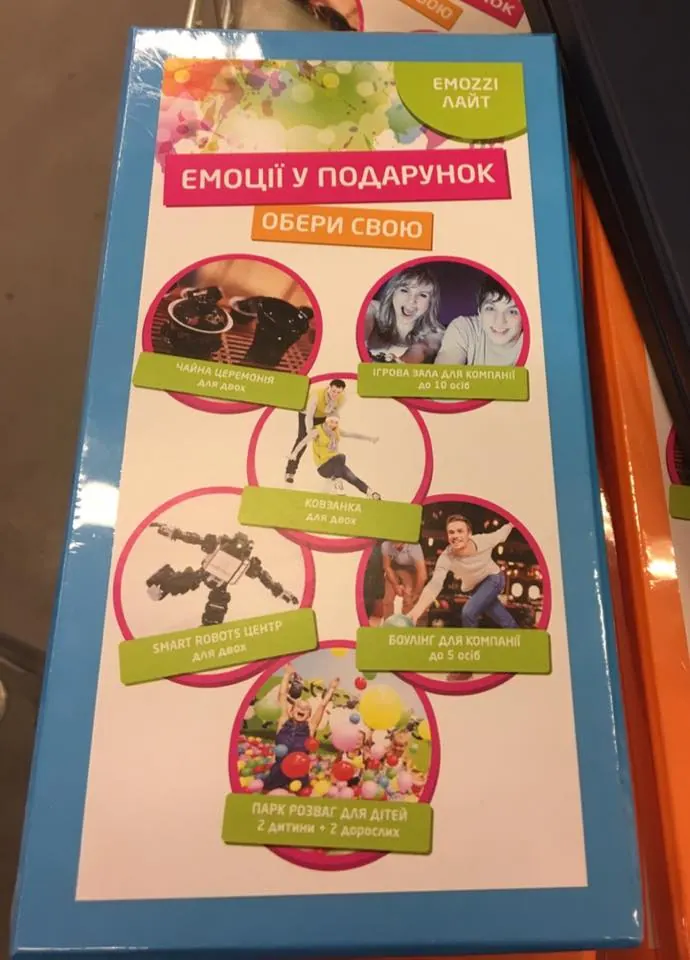 ОВОЮ
НОК
EMOZZI
ЛАЙТ
ЕМОЦІЇ У ПОДАРУНОК
ОБЕРИ СВОЮ
ЧАЙНА ЦЕРЕМОНІЯ
для двох
ІГРОВА ЗАЛА ДЛЯ КОМПАНІЇ
до 10 осіб
КОВЗАНКА
для двох
SMART ROBOTS ЦЕНТР
для двох
БОУЛІНГ ДЛЯ КОМПАНІЇ
до 5 осіб
ПАРК РОЗВАГ ДЛЯ ДІТЕЙ
2 дитини + 2 дорослих